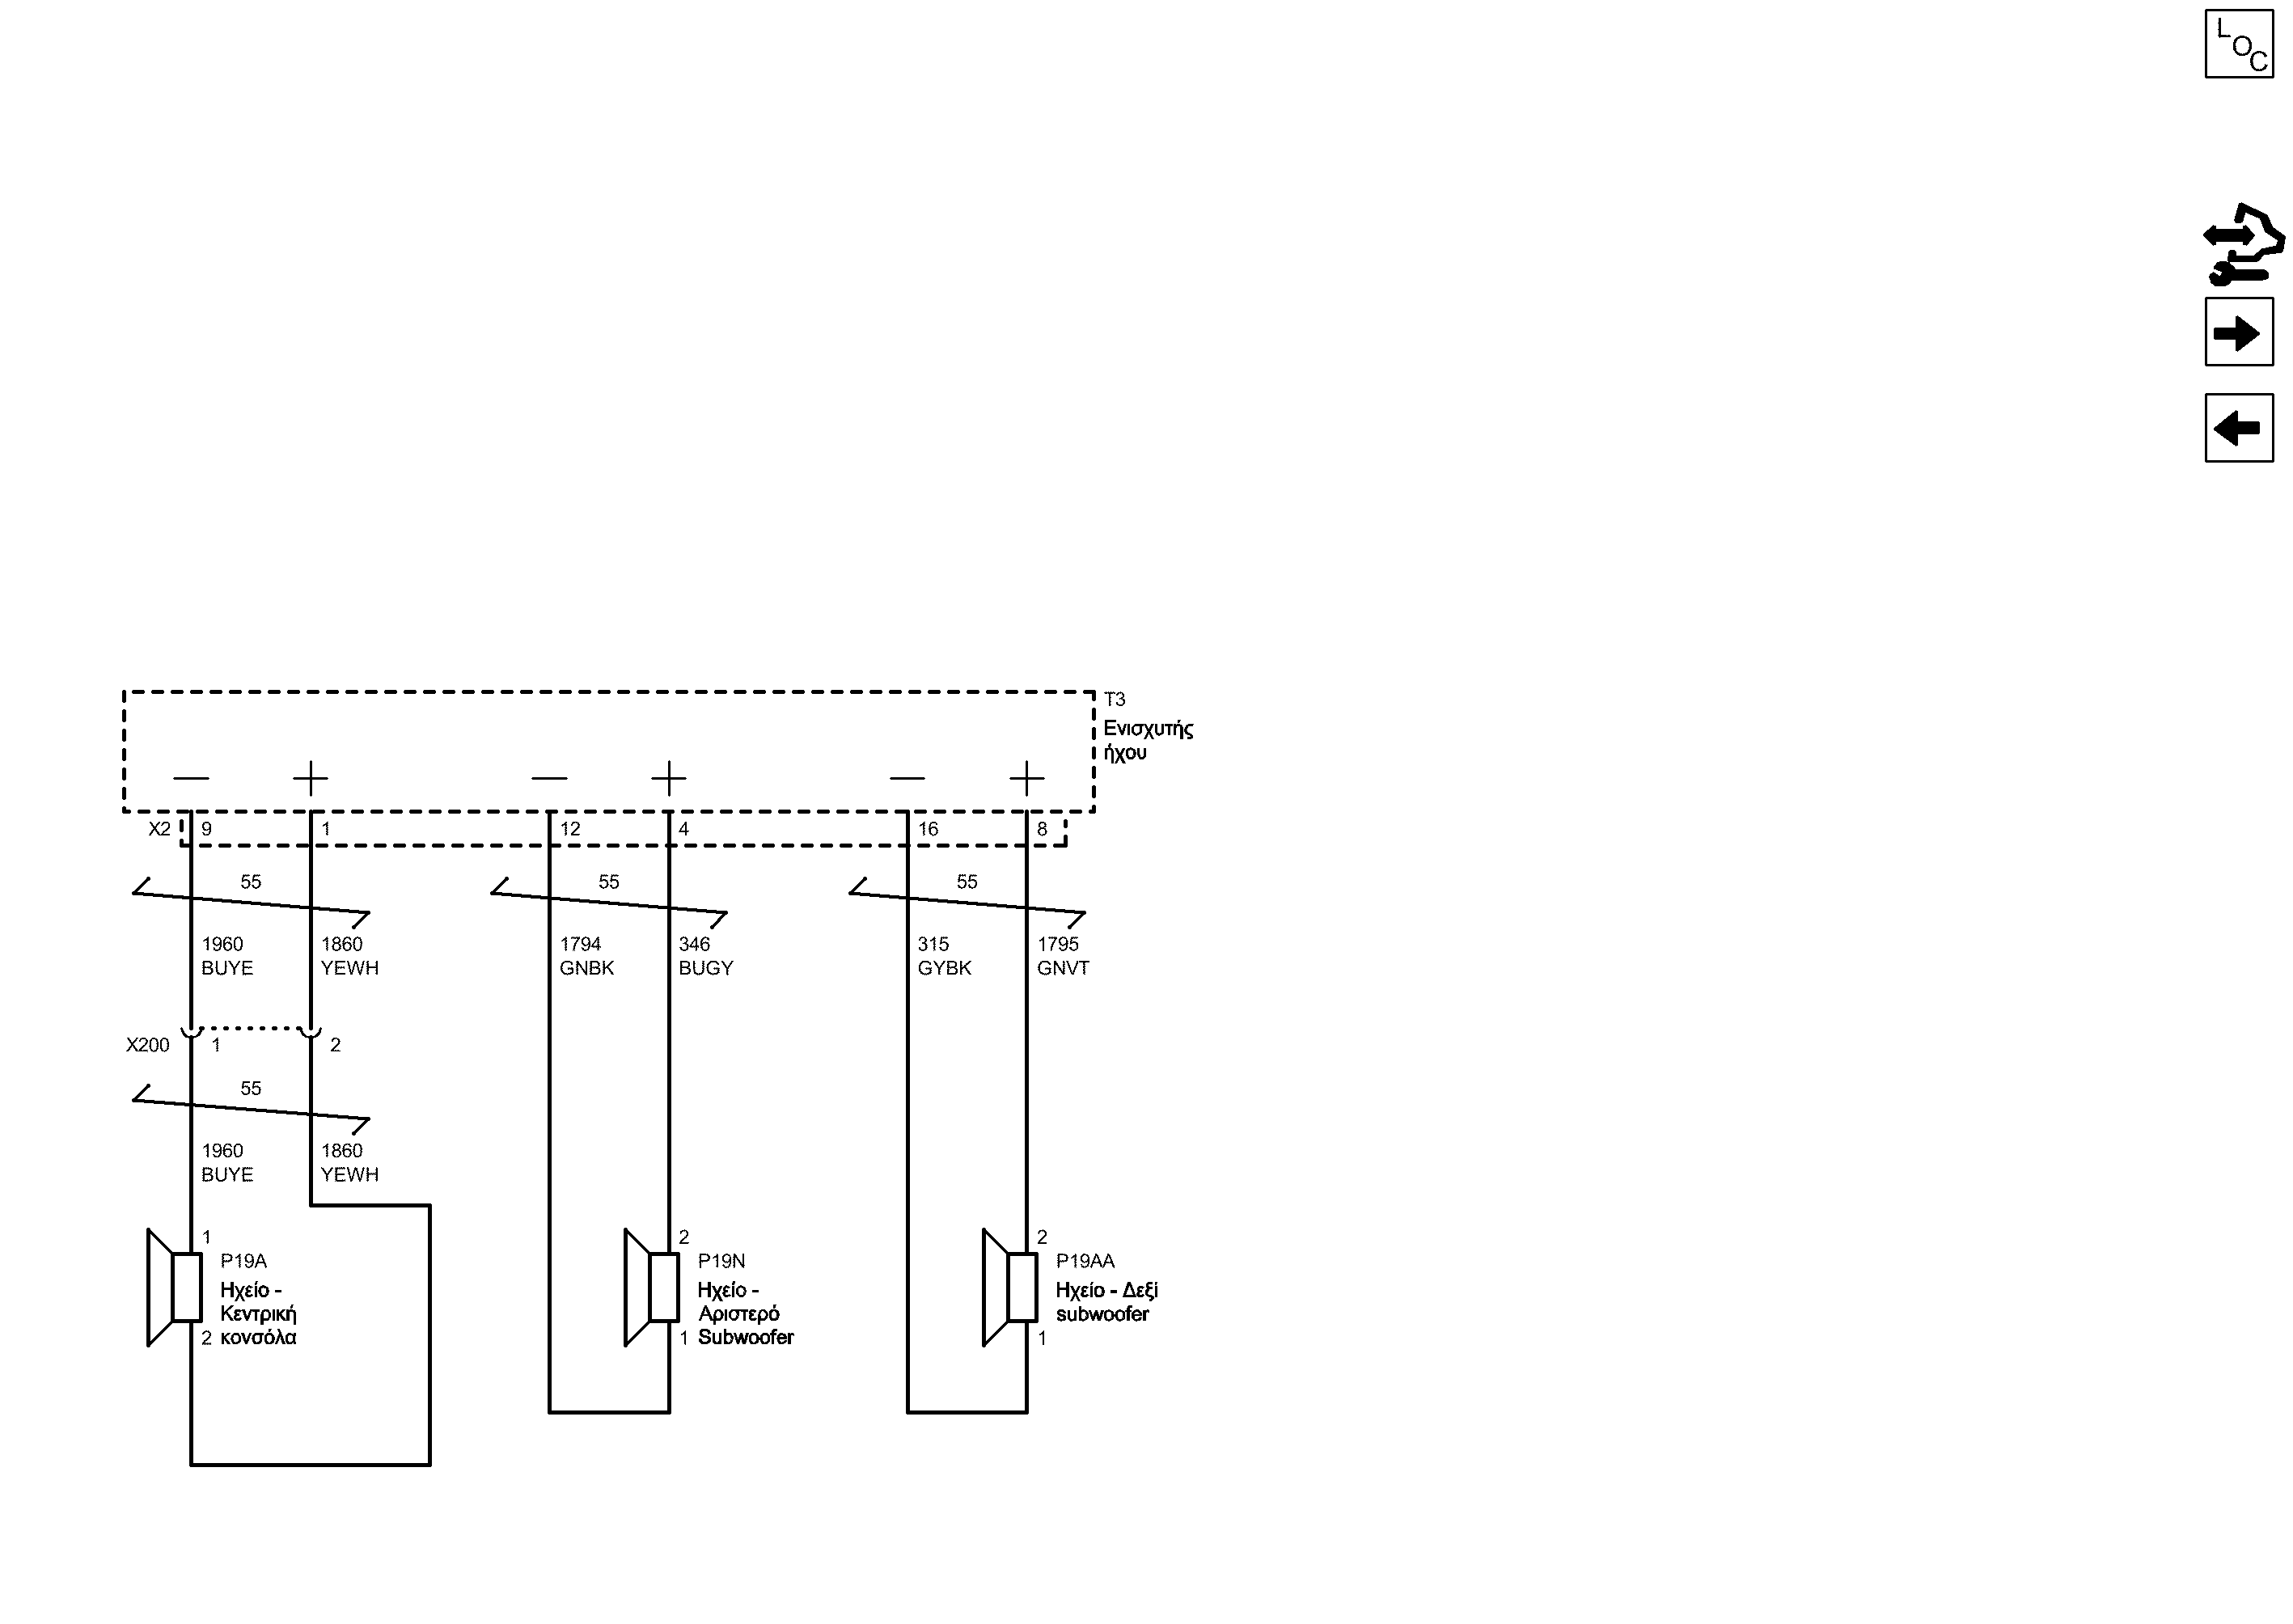 LOC
T3
Ενισχυτής
ήχου
X2 9 1 12 4 16 8
55 55 55
1960 1860 1794 346 315 1795
BUYE YEWH GNBK BUGY GYBK GNVT
X200 1 2
55
1960 1860
BUYE YEWH
1 2 2
P19A P19N P19AA
Ηχείο - Ηχείο - Ηχείο - Δεξί
Κεντρική Αριστερό subwoofer
2 κονσόλα 1 Subwoofer 1